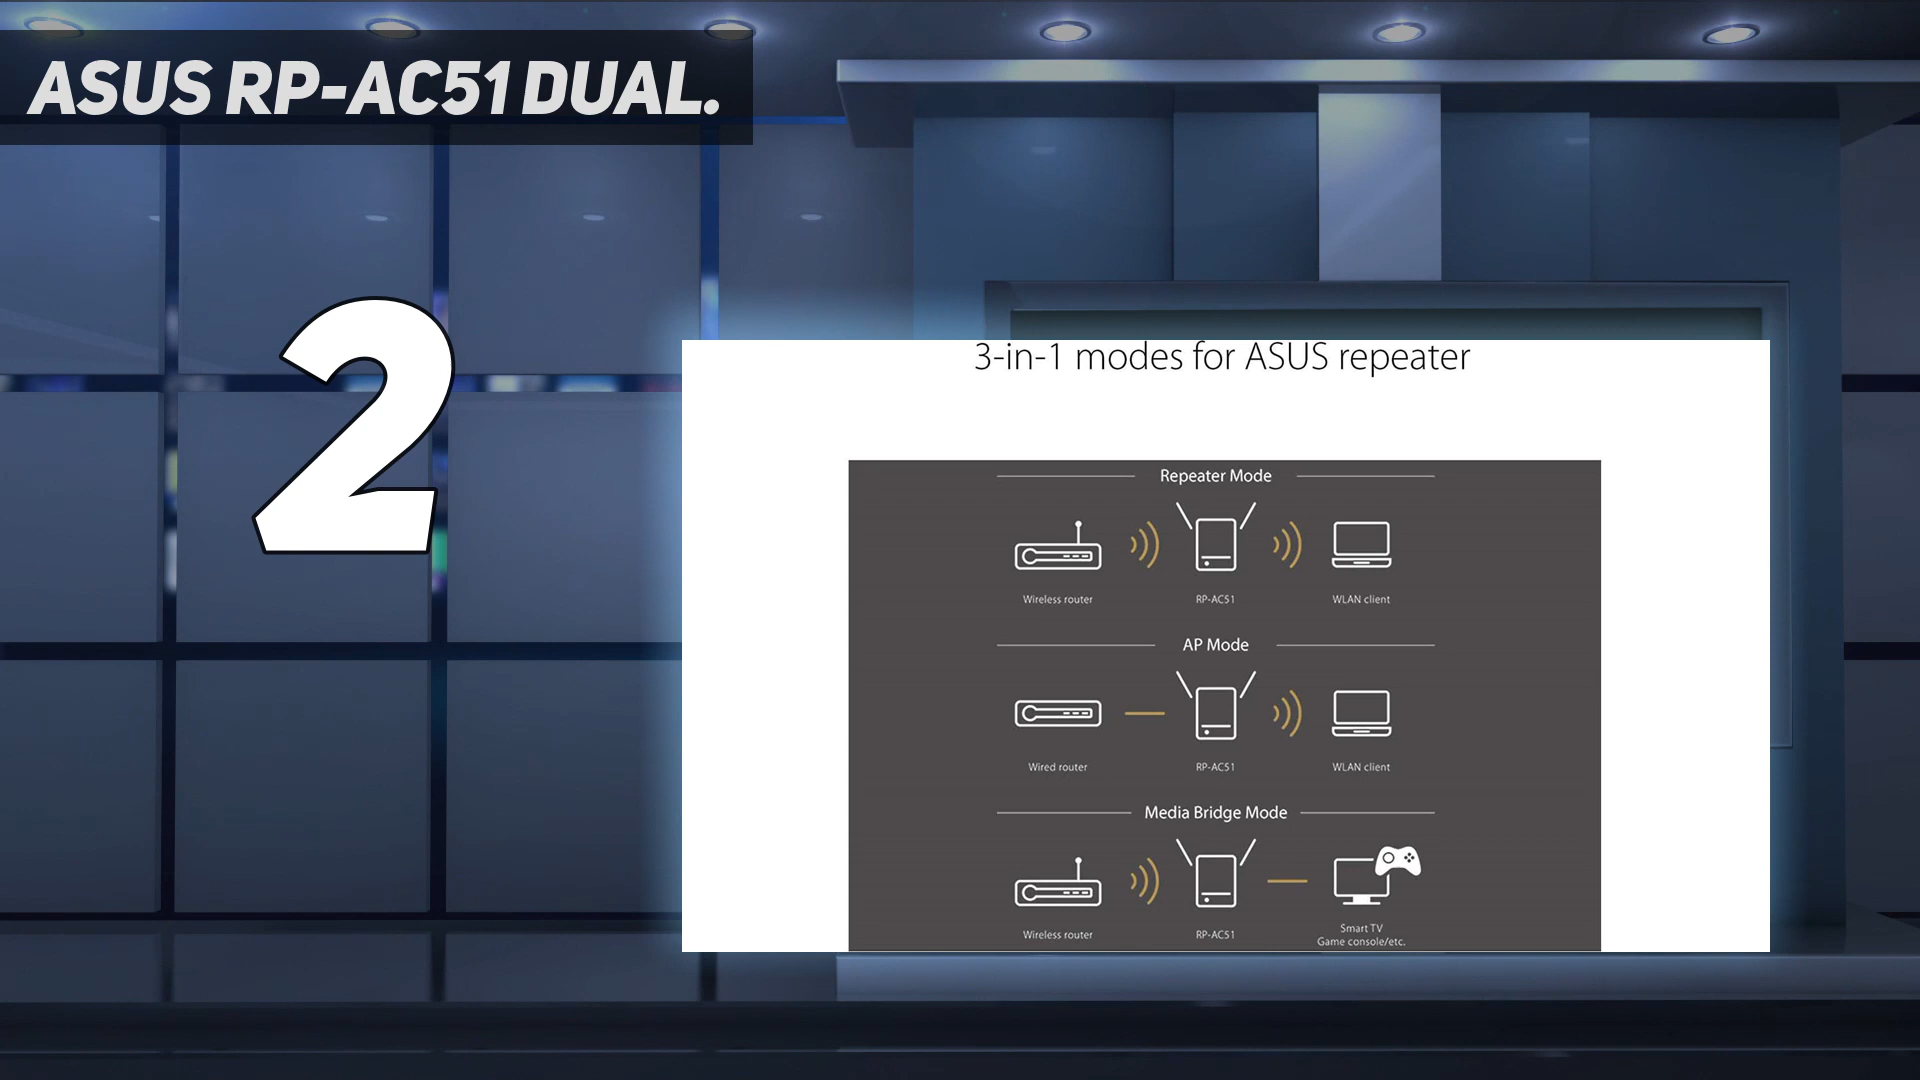 ASUS RP-AC51 DUAL.
2
3-in-1 modes for ASUS repeater
Repeater Mode
Wireless router RP-AC51 WLAN client
AP Mode
Wired router RP-AC51 WLAN client
Media Bridge Mode
Wireless router RP-AC51 Smart TV
Game console/etc.